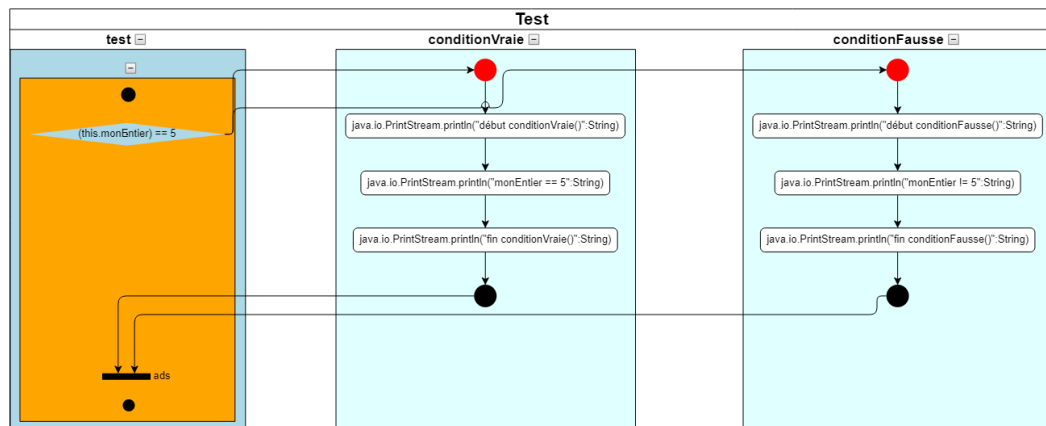 Test
test
conditionVraie
conditionFausse
(this.monEntier) == 5
java.io.PrintStream.println("début conditionVraie()":String)
java.io.PrintStream.println("début conditionFausse()":String)
java.io.PrintStream.println("monEntier == 5":String)
java.io.PrintStream.println("monEntier != 5":String)
java.io.PrintStream.println("fin conditionVraie()":String)
java.io.PrintStream.println("fin conditionFausse()":String)
ads